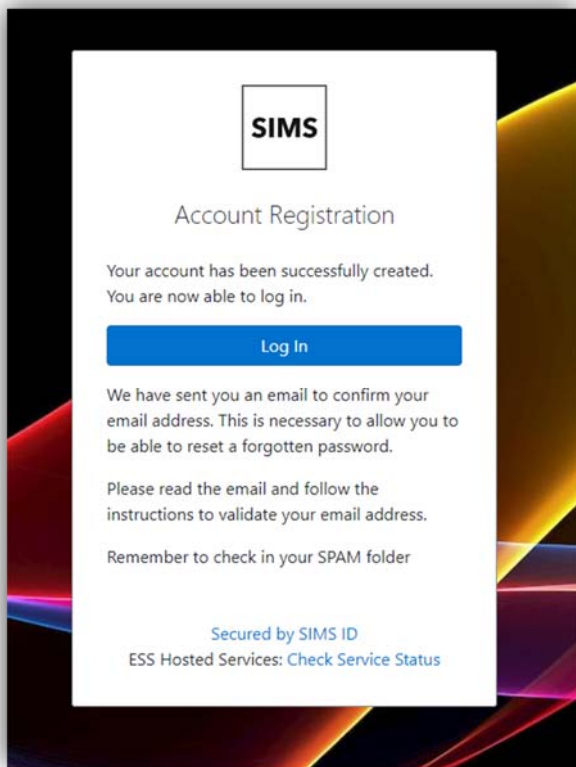 SIMS
Account Registration
Your account has been successfully created.
You are now able to log in.
Log In
We have sent you an email to confirm your
email address. This is necessary to allow you to
be able to reset a forgotten password.
Please read the email and follow the
instructions to validate your email address.
Remember to check in your SPAM folder
Secured by SIMS ID
ESS Hosted Services: Check Service Status